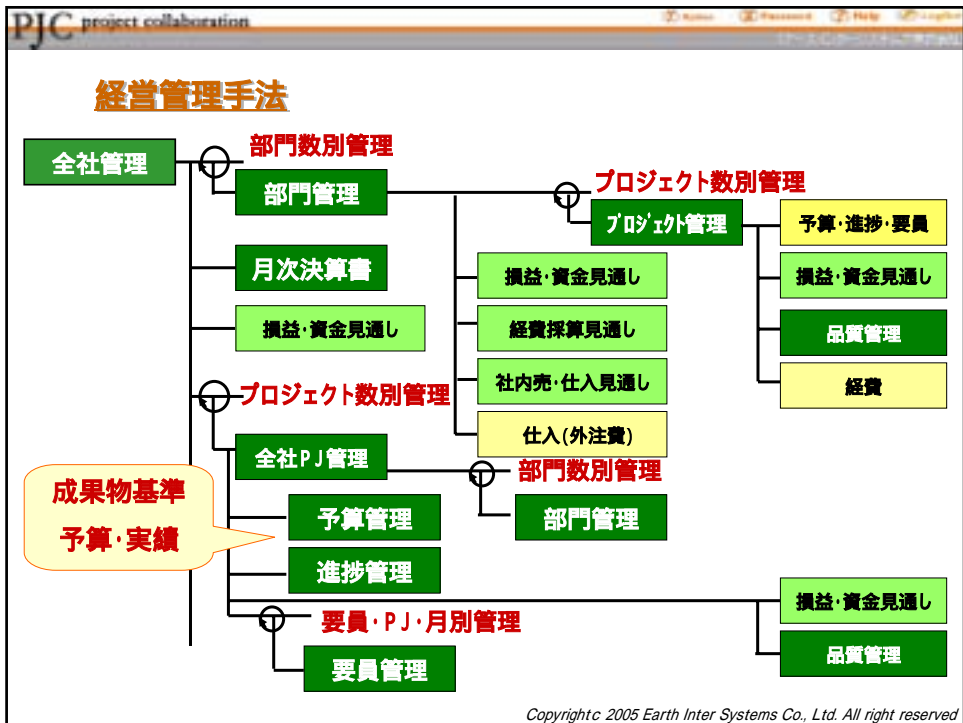 PJC project collaboration
Help
経営管理手法
全社管理
部門数別管理
部門管理
プロジェクト数別管理
プロジェクト管理
予算・進捗・要員
月次決算書
損益・資金見通し
損益・資金見通し
損益・資金見通し
経費採算見通し
品質管理
社内売・仕入見通し
経費
プロジェクト数別管理
仕入(外注費)
全社PJ管理
部門数別管理
成果物基準
予算・実績
予算管理
部門管理
進捗管理
損益・資金見通し
要員・PJ・月別管理
要員管理
品質管理
Copyrightc 2005 Earth Inter Systems Co., Ltd. All right reserved